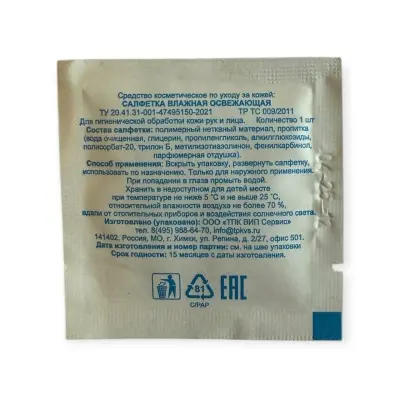 Средство косметическое по уходу за кожей:
САЛФЕТКА ВЛАЖНАЯ ОСВЕЖАЮЩАЯ
ТУ 20.41.31-001-47495150-2021 ТР ТС 009/2011
Для гигиенической обработки кожи рук и лица. Количество 1 шт
Состав салфетки: полимерный нетканый материал, пропитка
(вода очищенная, глицерин, пропиленгликоль, алкилглюкозиды,
полисорбат-20, трилон Б, метилизотиазолинон, фенилкарбинол,
парфюмерная отдушка).
Способ применения: Вскрыть упаковку, развернуть салфетку,
использовать по назначению. Только для наружного применения.
При попадании в глаза промыть водой.
Хранить в недоступном для детей месте
при температуре не ниже 5 °С и не выше 25 °С,
относительной влажности воздуха не более 70 %,
вдали от отопительных приборов и воздействия солнечного света.
Изготовлено (упаковано): ООО «ТПК ВИП Сервис»
тел. 8(495) 988-64-70, info@tpkvs.ru
141402, Россия, МО, г. Химки, ул. Репина, д. 2/27, офис 501.
Дата изготовления и номер партии: см. на шве упаковки
Срок годности: 15 месяцев с даты изготовления.
81
C/PAP
ЕАС